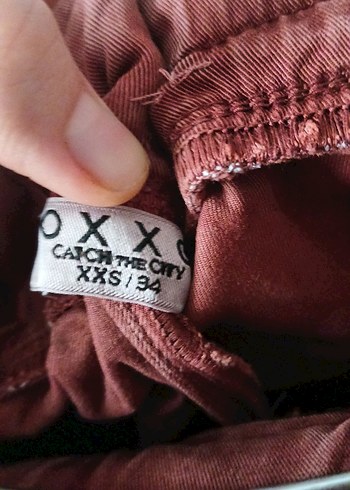 OXXO
CATCH THE CITY
XXS / 34